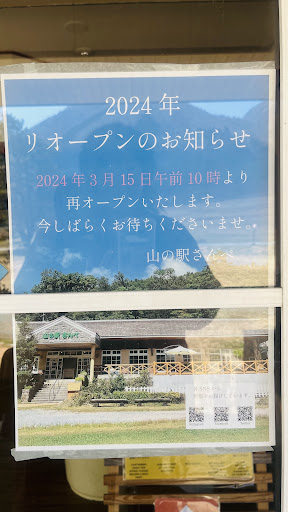 2024年
リオープンのお知らせ
2024年3月15日午前10時より
再オープンいたします。
今しばらくお待ちくださいませ。
山の駅さんべ